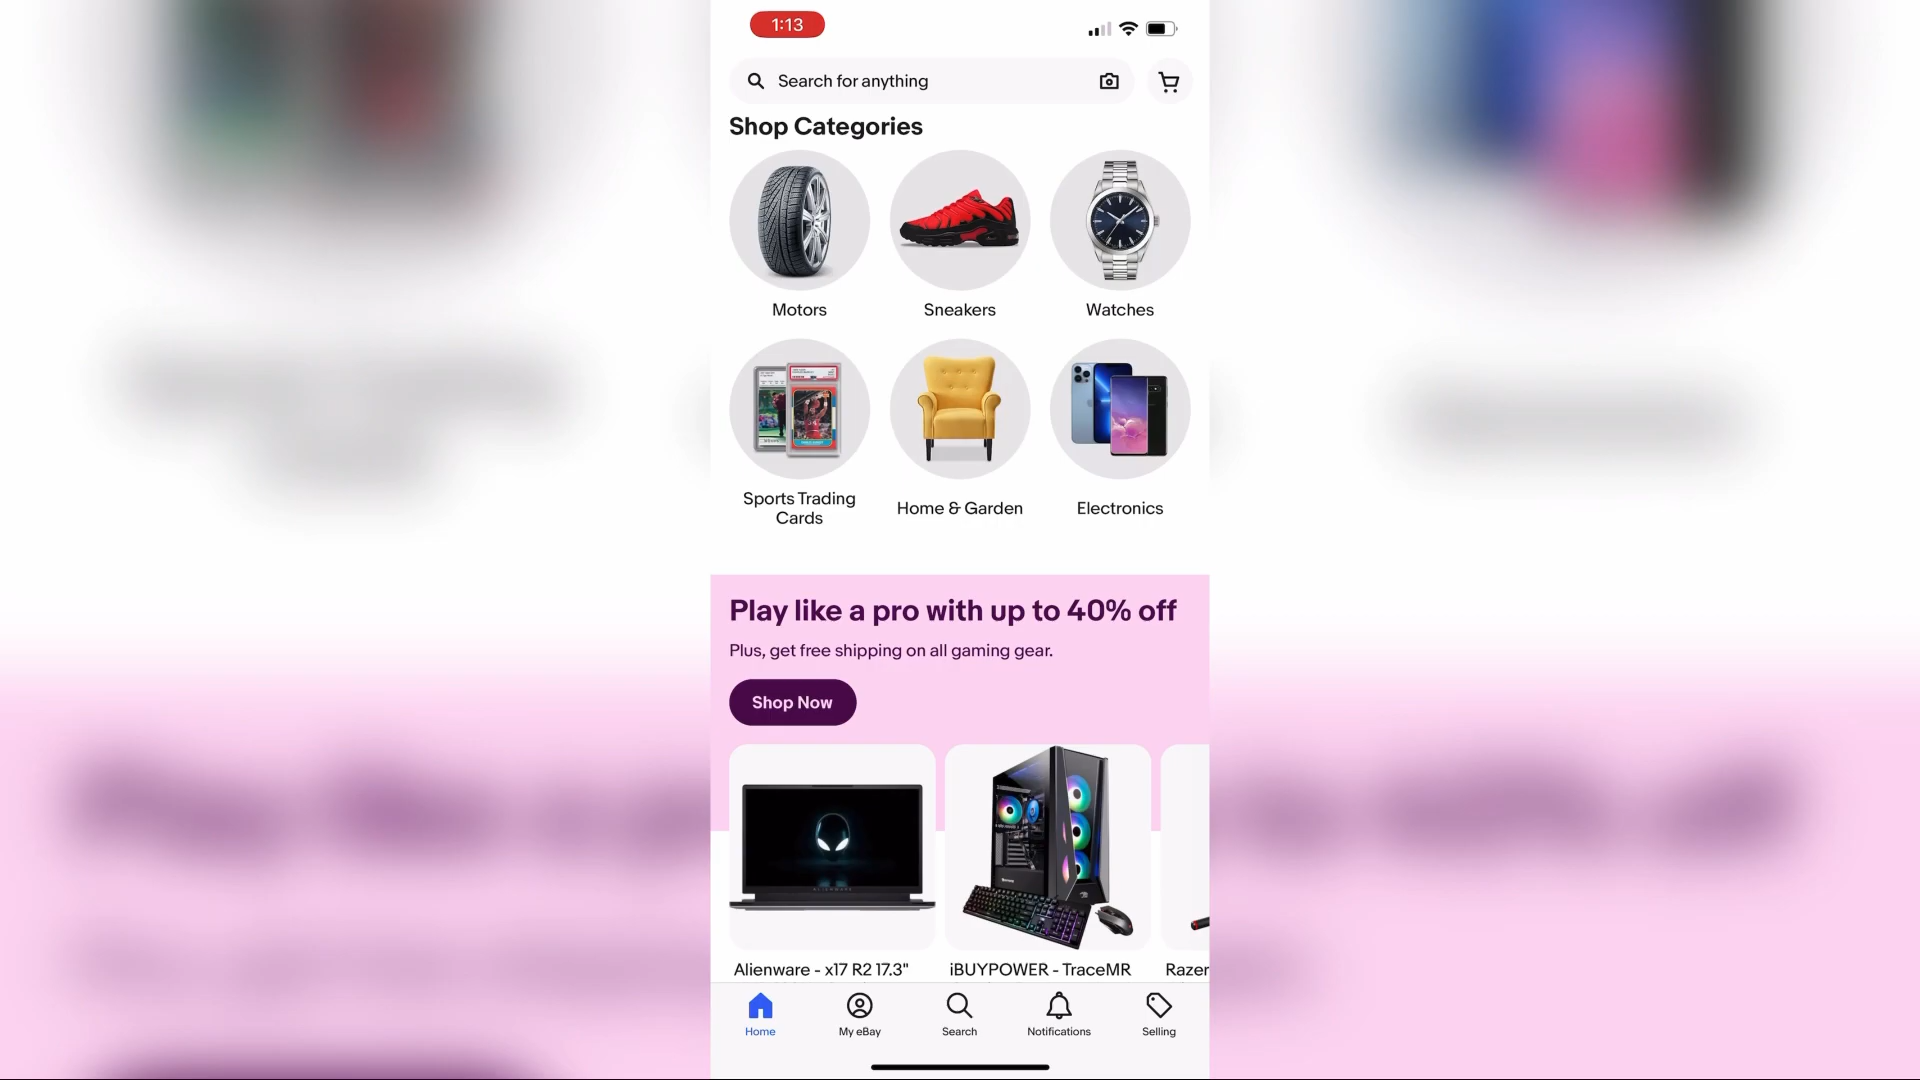 1:13
Search for anything
Shop Categories
Motors
Sneakers
Watches
Sports Trading
Cards
Home & Garden
Electronics
Play like a pro with up to 40% off
Plus, get free shipping on all gaming gear.
Shop Now
ALIENWARE
Alienware - x17 R2 17.3"
iBUYPOWER - TraceMR
Razer
Home
My eBay
Search
Notifications
Selling